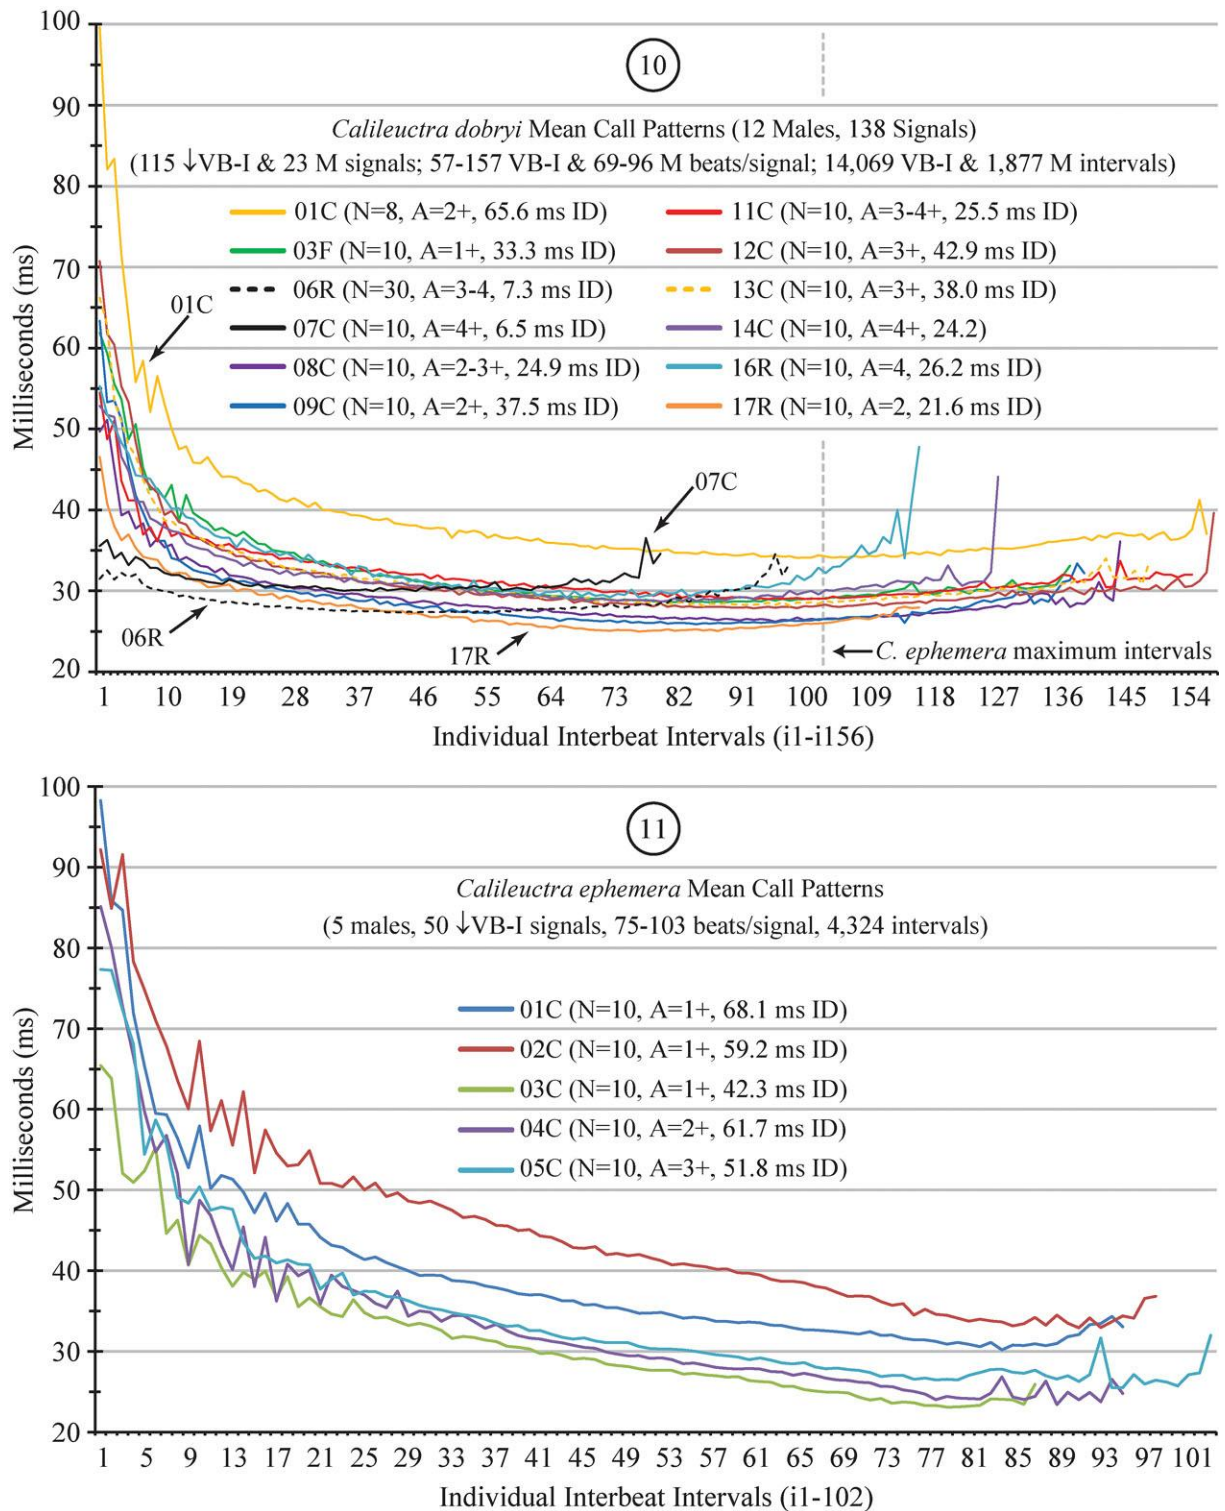 100
90
80
70
60
50
40
30
20
Milliseconds (ms)
10
Calileuctra dobryi Mean Call Patterns (12 Males, 138 Signals)
(115 ↓VB-I & 23 M signals; 57-157 VB-I & 69-96 M beats/signal; 14,069 VB-I & 1,877 M intervals)
01C (N=8, A=2+, 65.6 ms ID)
03F (N=10, A=1+, 33.3 ms ID)
06R (N=30, A=3-4, 7.3 ms ID)
07C (N=10, A=4+, 6.5 ms ID)
08C (N=10, A=2-3+, 24.9 ms ID)
09C (N=10, A=2+, 37.5 ms ID)
11C (N=10, A=3-4+, 25.5 ms ID)
12C (N=10, A=3+, 42.9 ms ID)
13C (N=10, A=3+, 38.0 ms ID)
14C (N=10, A=4+, 24.2)
16R (N=10, A=4, 26.2 ms ID)
17R (N=10, A=2, 21.6 ms ID)
01C
07C
06R
17R
C. ephemera maximum intervals
1 10 19 28 37 46 55 64 73 82 91 100 109 118 127 136 145 154
Individual Interbeat Intervals (i1-i156)
100
90
80
70
60
50
40
30
20
Milliseconds (ms)
11
Calileuctra ephemera Mean Call Patterns
(5 males, 50 ↓VB-I signals, 75-103 beats/signal, 4,324 intervals)
01C (N=10, A=1+, 68.1 ms ID)
02C (N=10, A=1+, 59.2 ms ID)
03C (N=10, A=1+, 42.3 ms ID)
04C (N=10, A=2+, 61.7 ms ID)
05C (N=10, A=3+, 51.8 ms ID)
1 5 9 13 17 21 25 29 33 37 41 45 49 53 57 61 65 69 73 77 81 85 89 93 97 101
Individual Interbeat Intervals (i1-102)